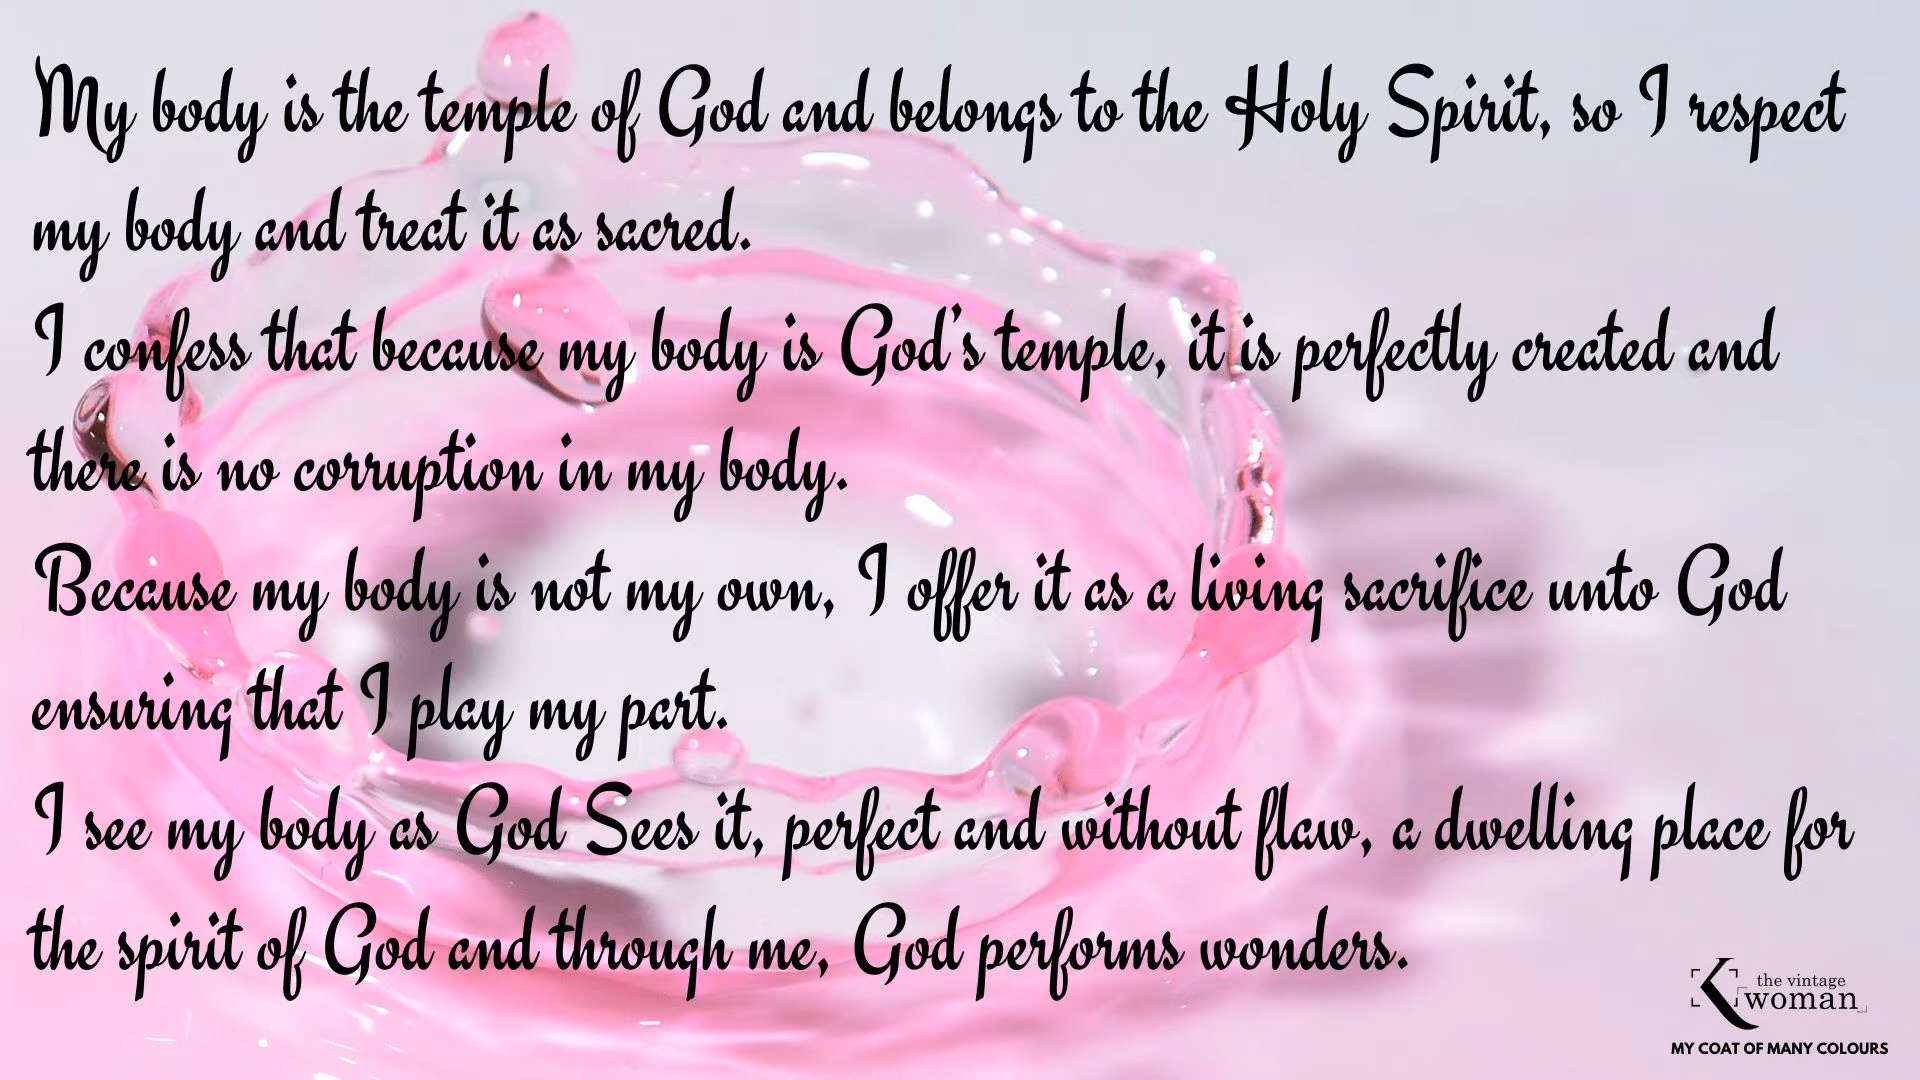 My body is the temple of God and belongs to the Holy Spirit, so I respect
my body and treat it as sacred.
I confess that because my body is God's temple, it is perfectly created and
there is no corruption in my body.
Because my body is not my own, I offer it as a living sacrifice unto God
ensuring that I play my part.
I see my body as God Sees it, perfect and without flaw, a dwelling place for
the spirit of God and through me, God performs wonders.
the vintage
woman
MY COAT OF MANY COLOURS